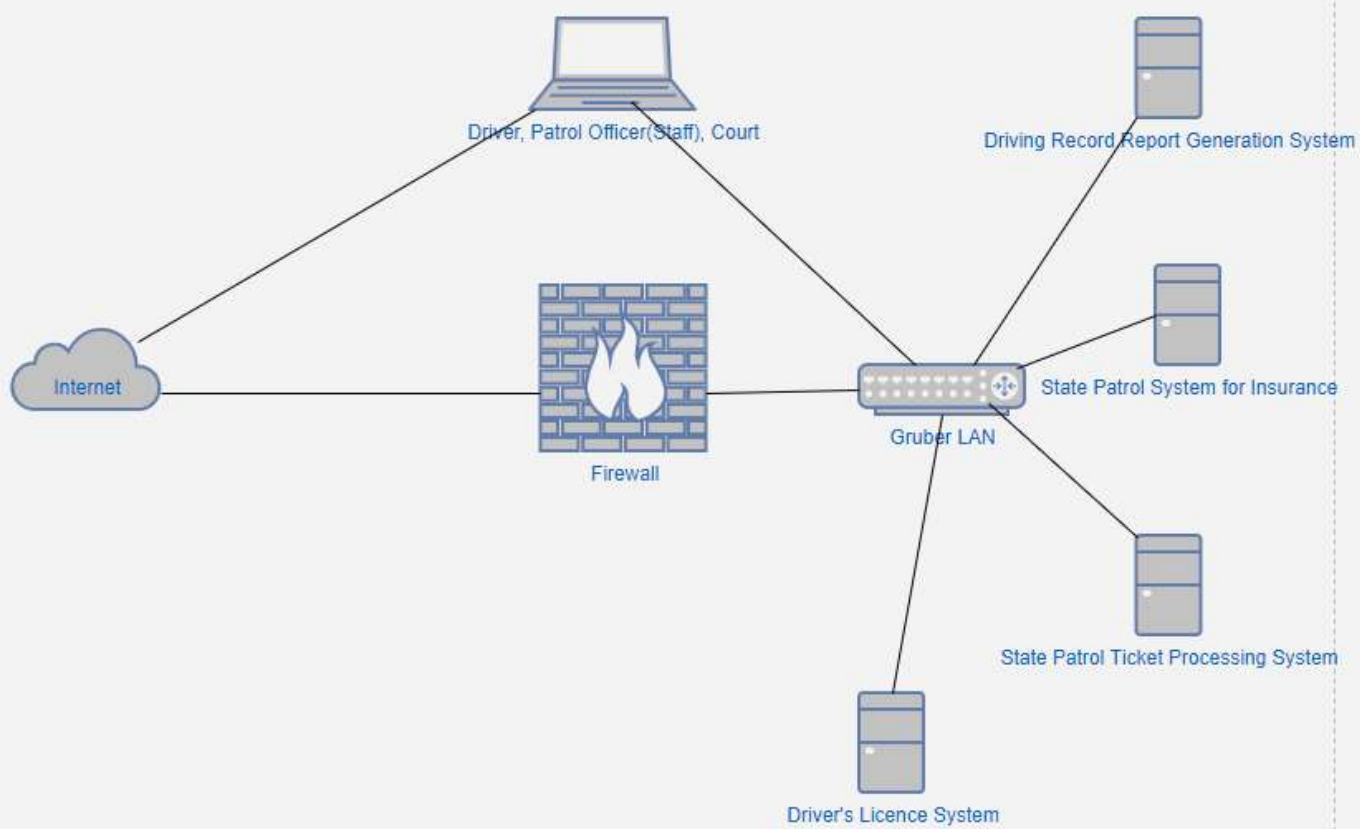 Driver, Patrol Officer(Staff), Court
Driving Record Report Generation System
Internet
State Patrol System for Insurance
Gruber LAN
Firewall
State Patrol Ticket Processing System
Driver's Licence System